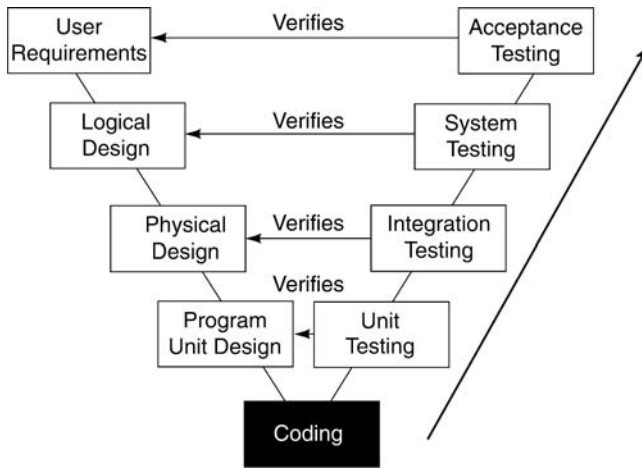 User
Requirements
Verifies
Acceptance
Testing
Logical
Design
Verifies
System
Testing
Physical
Design
Verifies
Integration
Testing
Verifies
Program
Unit Design
Unit
Testing
Coding